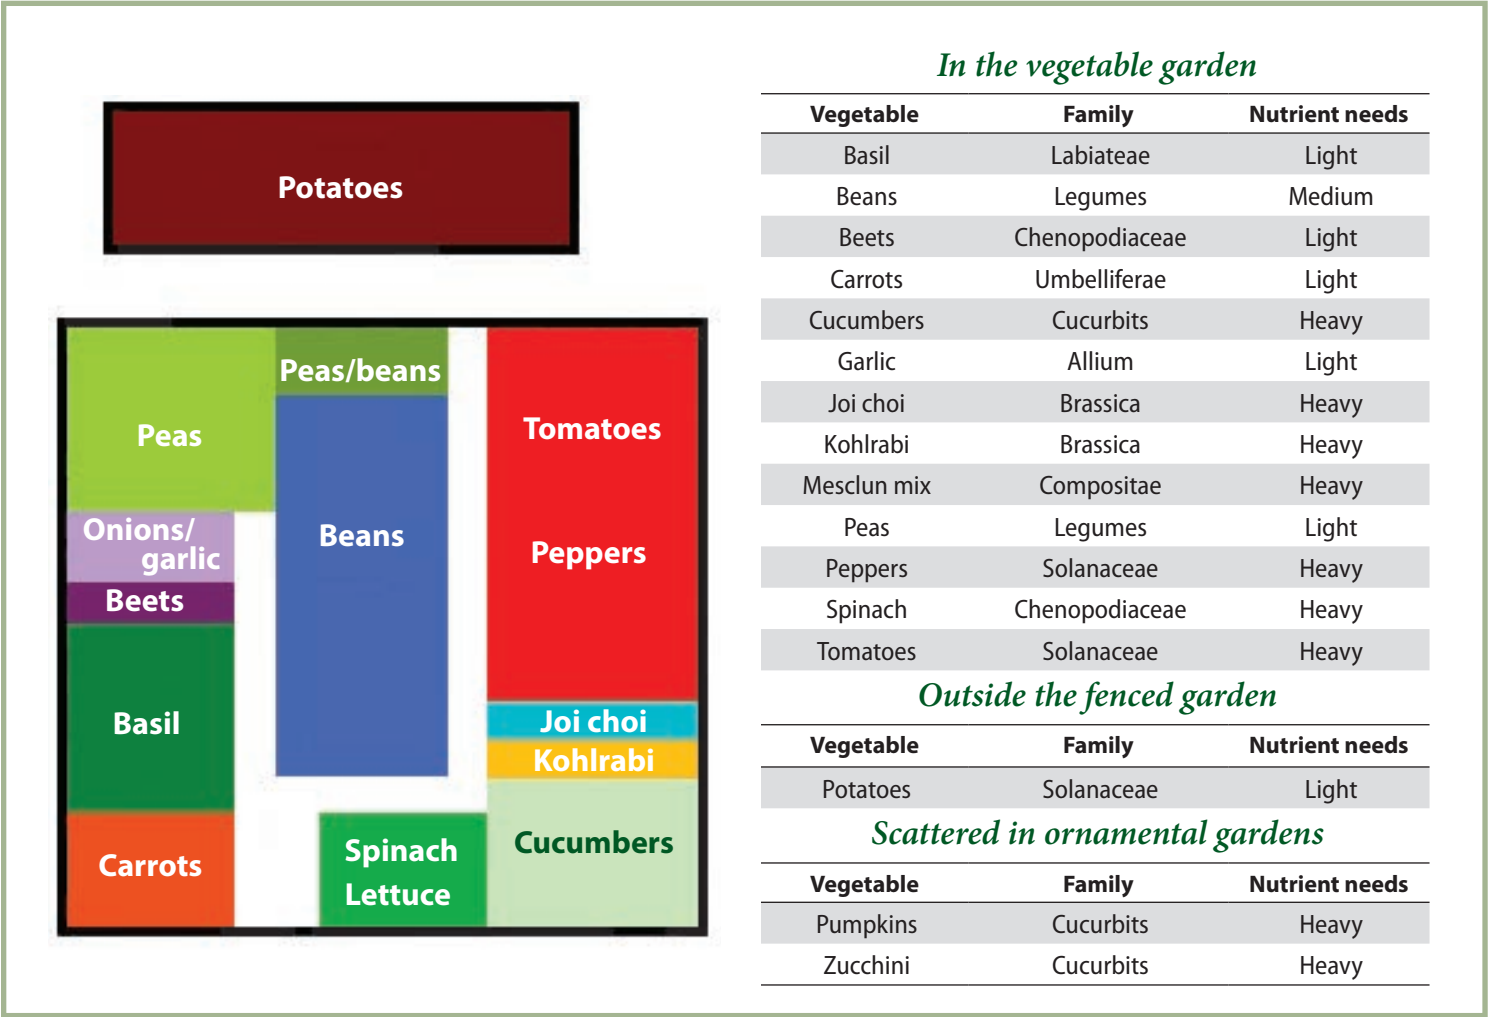 Potatoes
Peas
Peas/beans
Tomatoes
Peppers
Beans
Onions/
garlic
Beets
Basil
Joi choi
Kohlrabi
Carrots
Spinach
Lettuce
Cucumbers
In the vegetable garden
Vegetable Family Nutrient needs
Basil Labiateae Light
Beans Legumes Medium
Beets Chenopodiaceae Light
Carrots Umbelliferae Light
Cucumbers Cucurbits Heavy
Garlic Allium Light
Joi choi Brassica Heavy
Kohlrabi Brassica Heavy
Mesclun mix Compositae Heavy
Peas Legumes Light
Peppers Solanaceae Heavy
Spinach Chenopodiaceae Heavy
Tomatoes Solanaceae Heavy
Outside the fenced garden
Vegetable Family Nutrient needs
Potatoes Solanaceae Light
Scattered in ornamental gardens
Vegetable Family Nutrient needs
Pumpkins Cucurbits Heavy
Zucchini Cucurbits Heavy